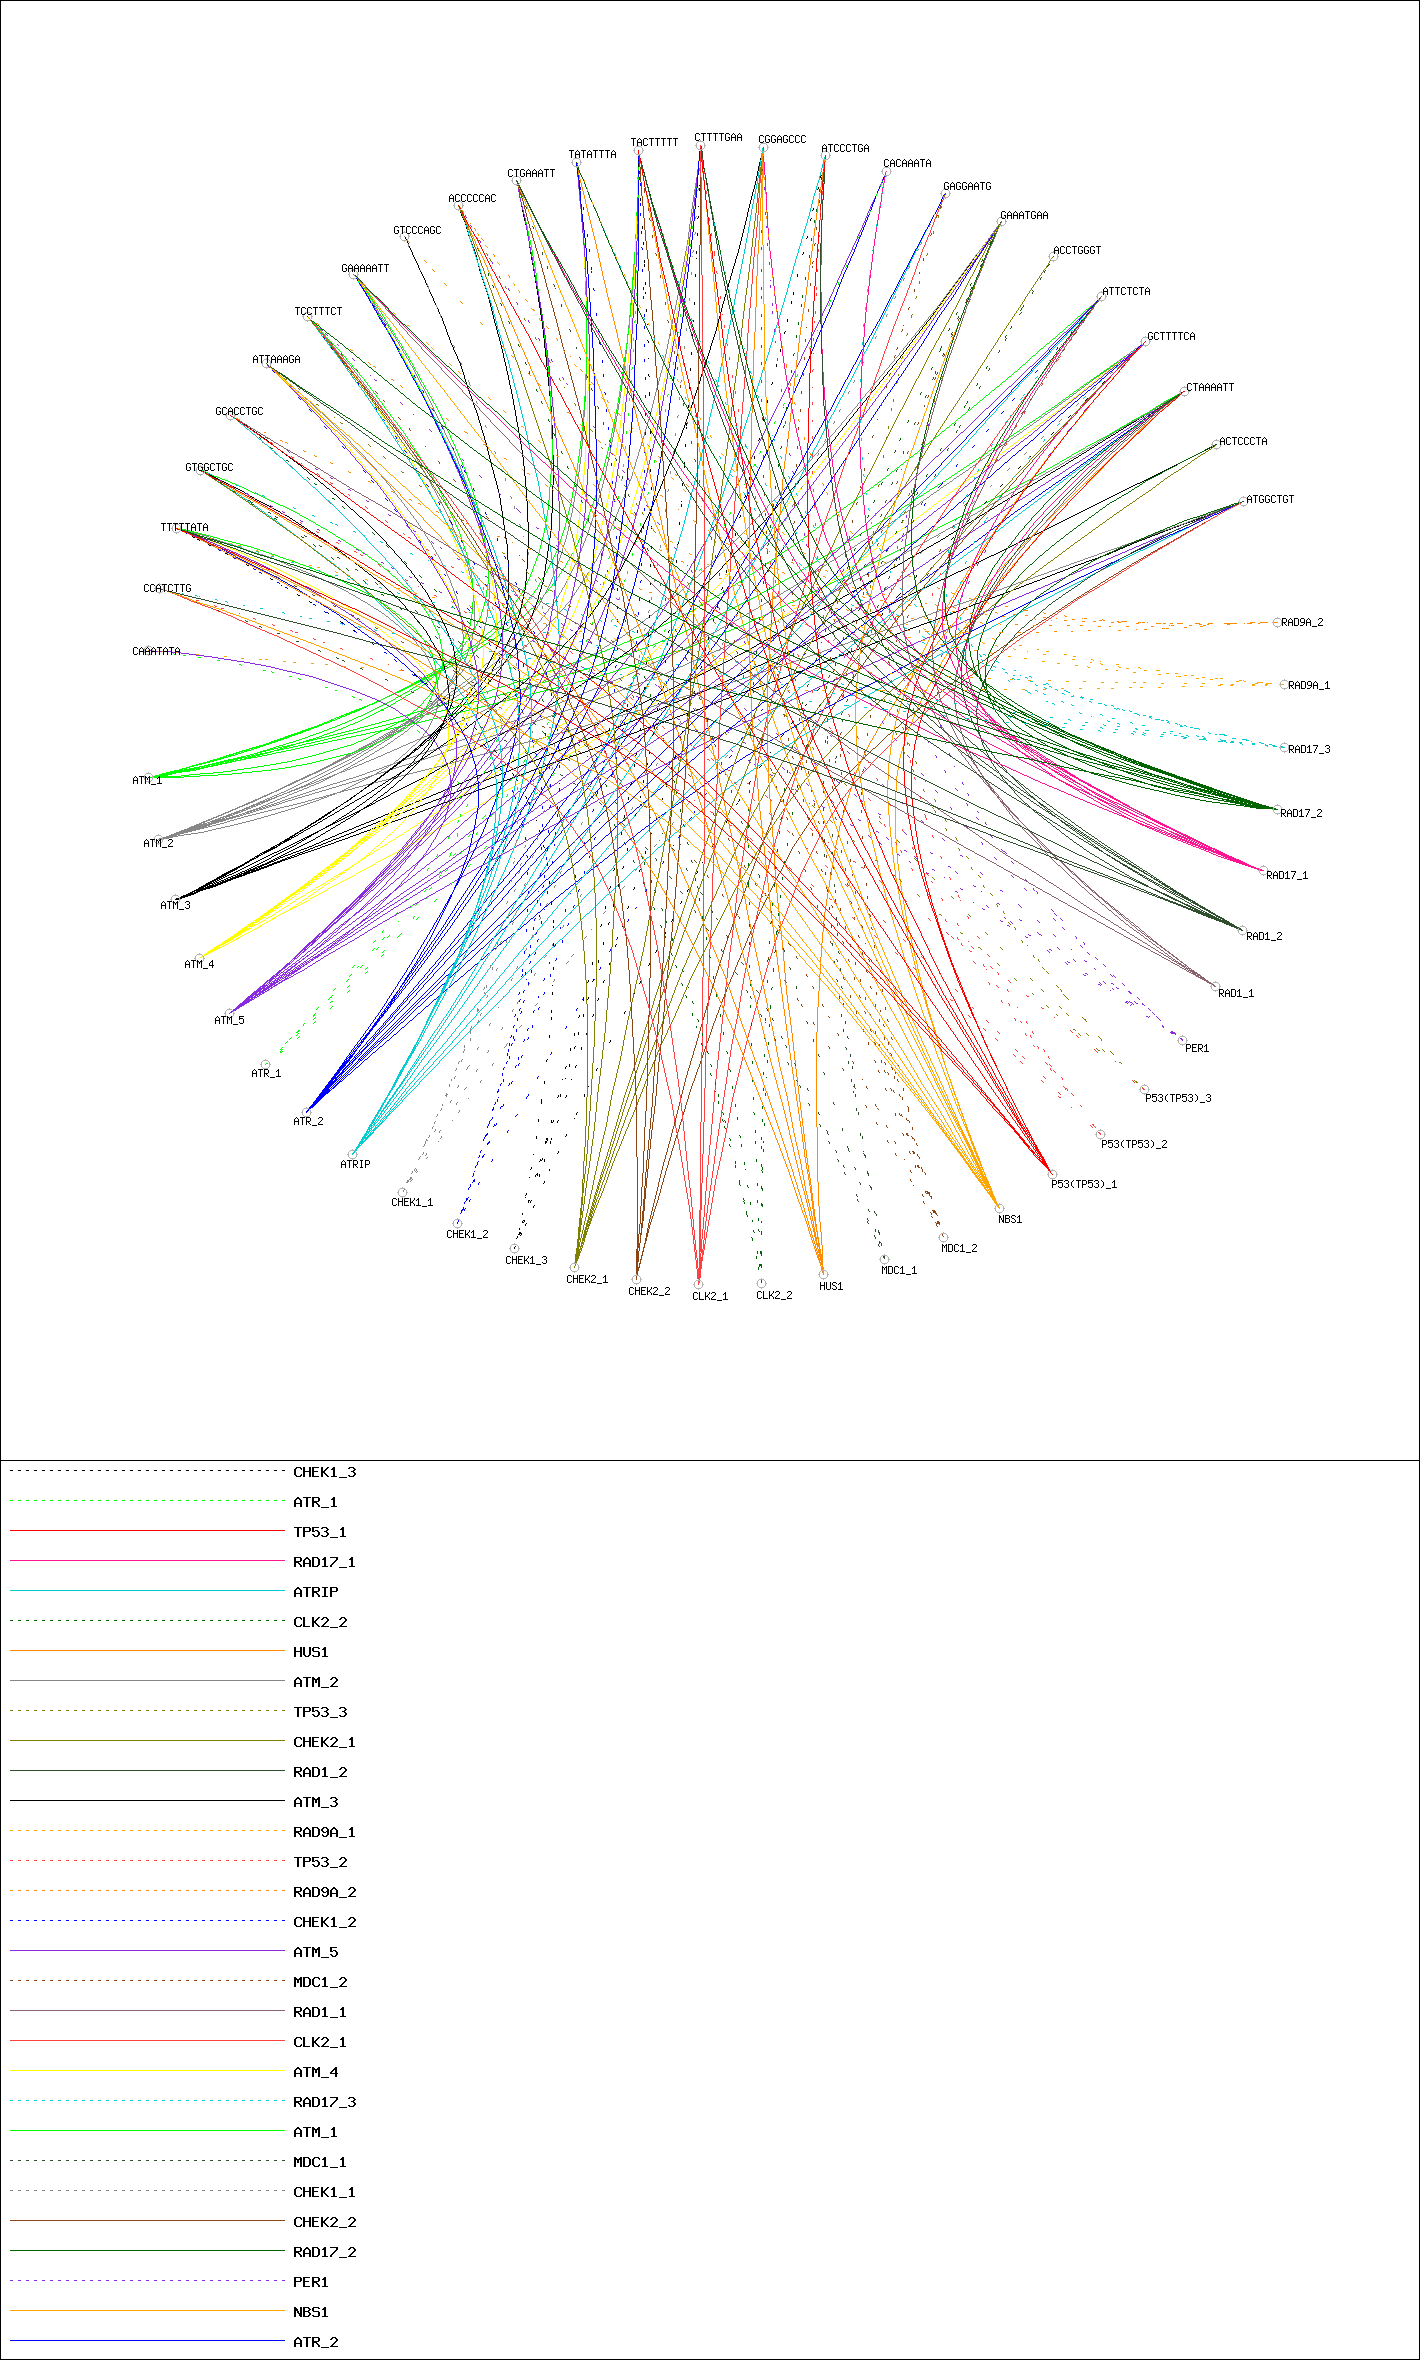 TACTTTTT
CTTTTGAA
CGGAGCCC
ATCCCTGA
TATATTTA
CACAAATA
CTGAAATT
GAGGAATG
ACCCCCAC
GAAATGAA
GTCCCAGC
ACCTGGGT
GAAAAATT
ATTCTCTA
TCCTTTCT
GCTTTTCA
ATTAAAGA
CTAAAATT
GCACCTGC
ACTCCCTA
GTGGCTGC
ATGGCTGT
TTTTTATA
CCATCTTG
RAD9A_2
CAGATATA
RAD9A_1
RAD17_3
ATM_1
RAD17_2
ATM_2
RAD17_1
ATM_3
RAD1_2
ATM_4
RAD1_1
ATM_5
PER1
ATR_1
P53(TP53)_3
ATR_2
P53(TP53)_2
ATRIP
P53(TP53)_1
CHEK1_1
NBS1
CHEK1_2
MDC1_2
CHEK1_3
MDC1_1
CHEK2_1
HUS1
CHEK2_2
CLK2_1
CLK2_2
CHEK1_3
ATR_1
TP53_1
RAD17_1
ATRIP
CLK2_2
HUS1
ATM_2
TP53_3
CHEK2_1
RAD1_2
ATM_3
RAD9A_1
TP53_2
RAD9A_2
CHEK1_2
ATM_5
MDC1_2
RAD1_1
CLK2_1
ATM_4
RAD17_3
ATM_1
MDC1_1
CHEK1_1
CHEK2_2
RAD17_2
PER1
NBS1
ATR_2